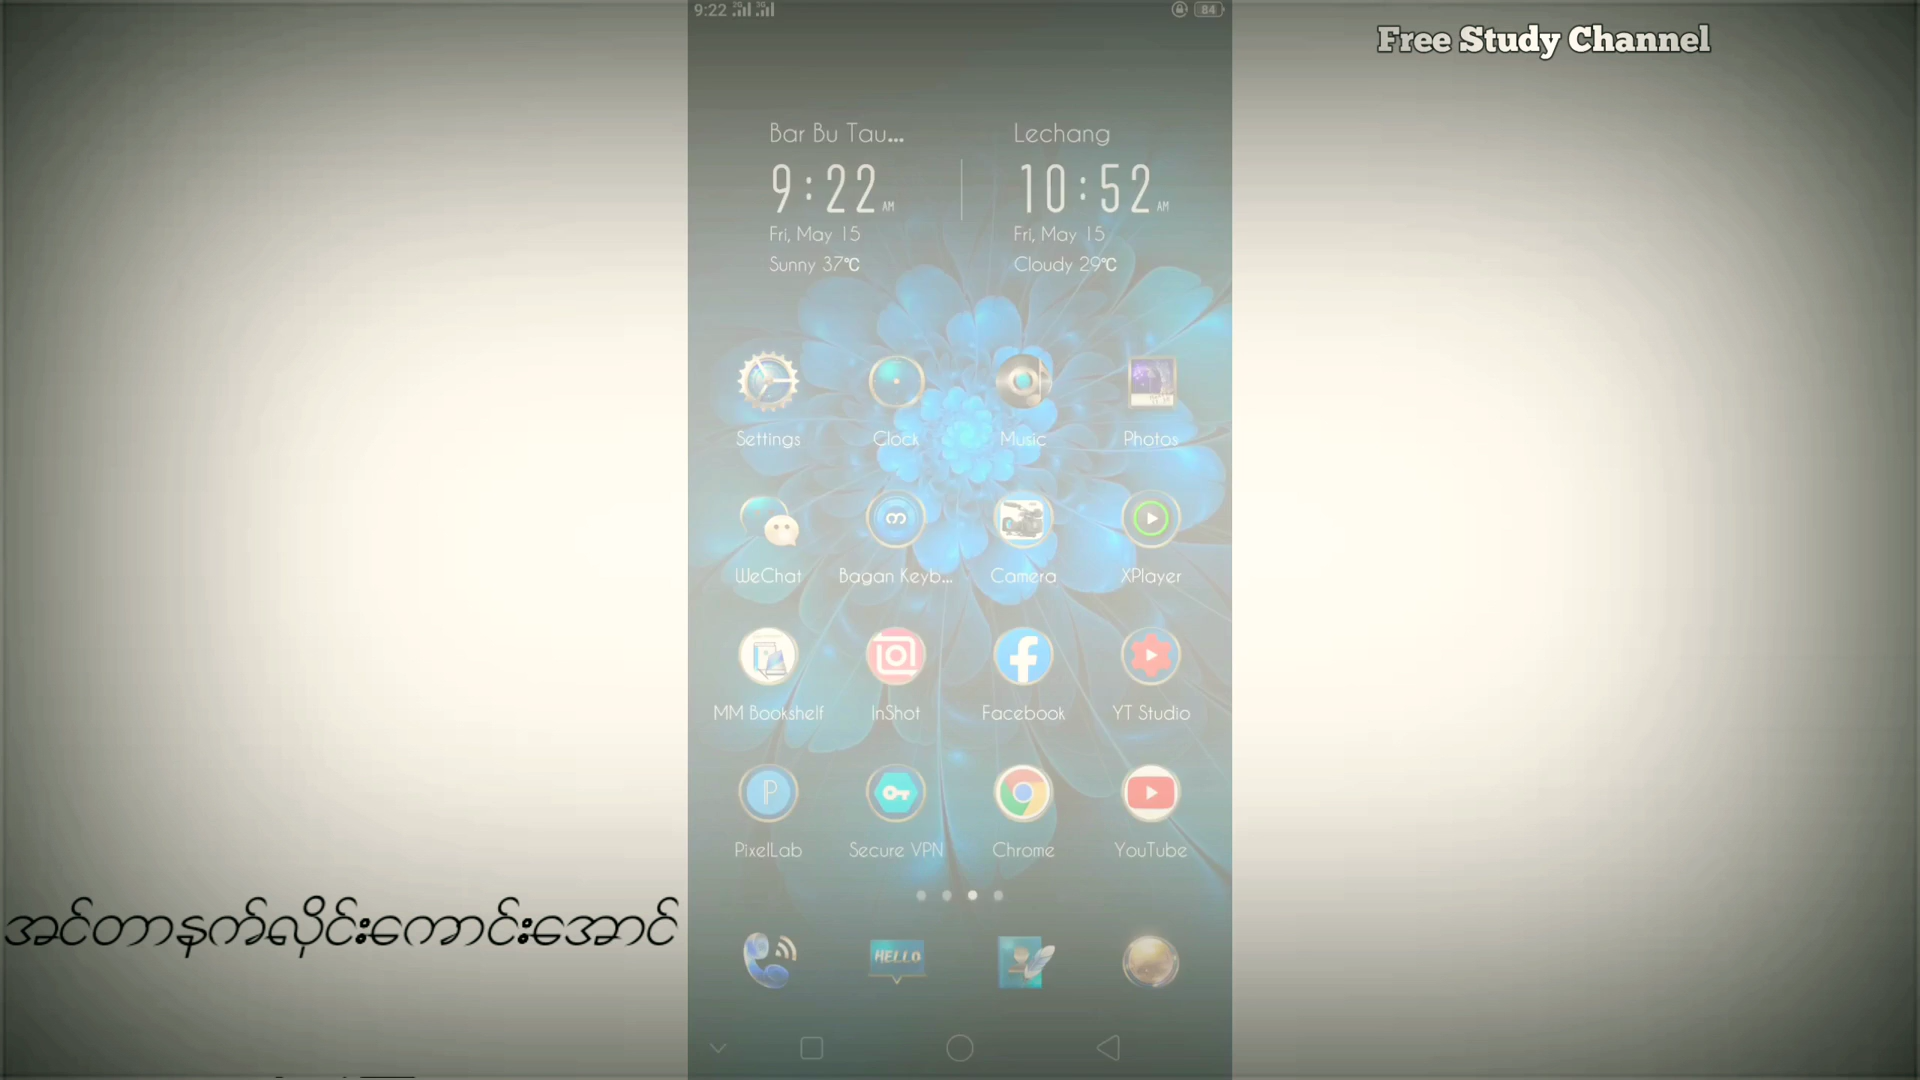 9:22 2G 3G 84
Free Study Channel
Bar Bu Tau... Lechang
9:22 AM 10:52 AM
Fri, May 15 Fri, May 15
Sunny 37℃ Cloudy 29℃
Settings Clock Music Photos
WeChat Bagan Keyb... Camera XPlayer
MM Bookshelf InShot Facebook YT Studio
PixelLab Secure VPN Chrome YouTube
အင်တာနက်လိုင်းကောင်းအောင်
HELLO